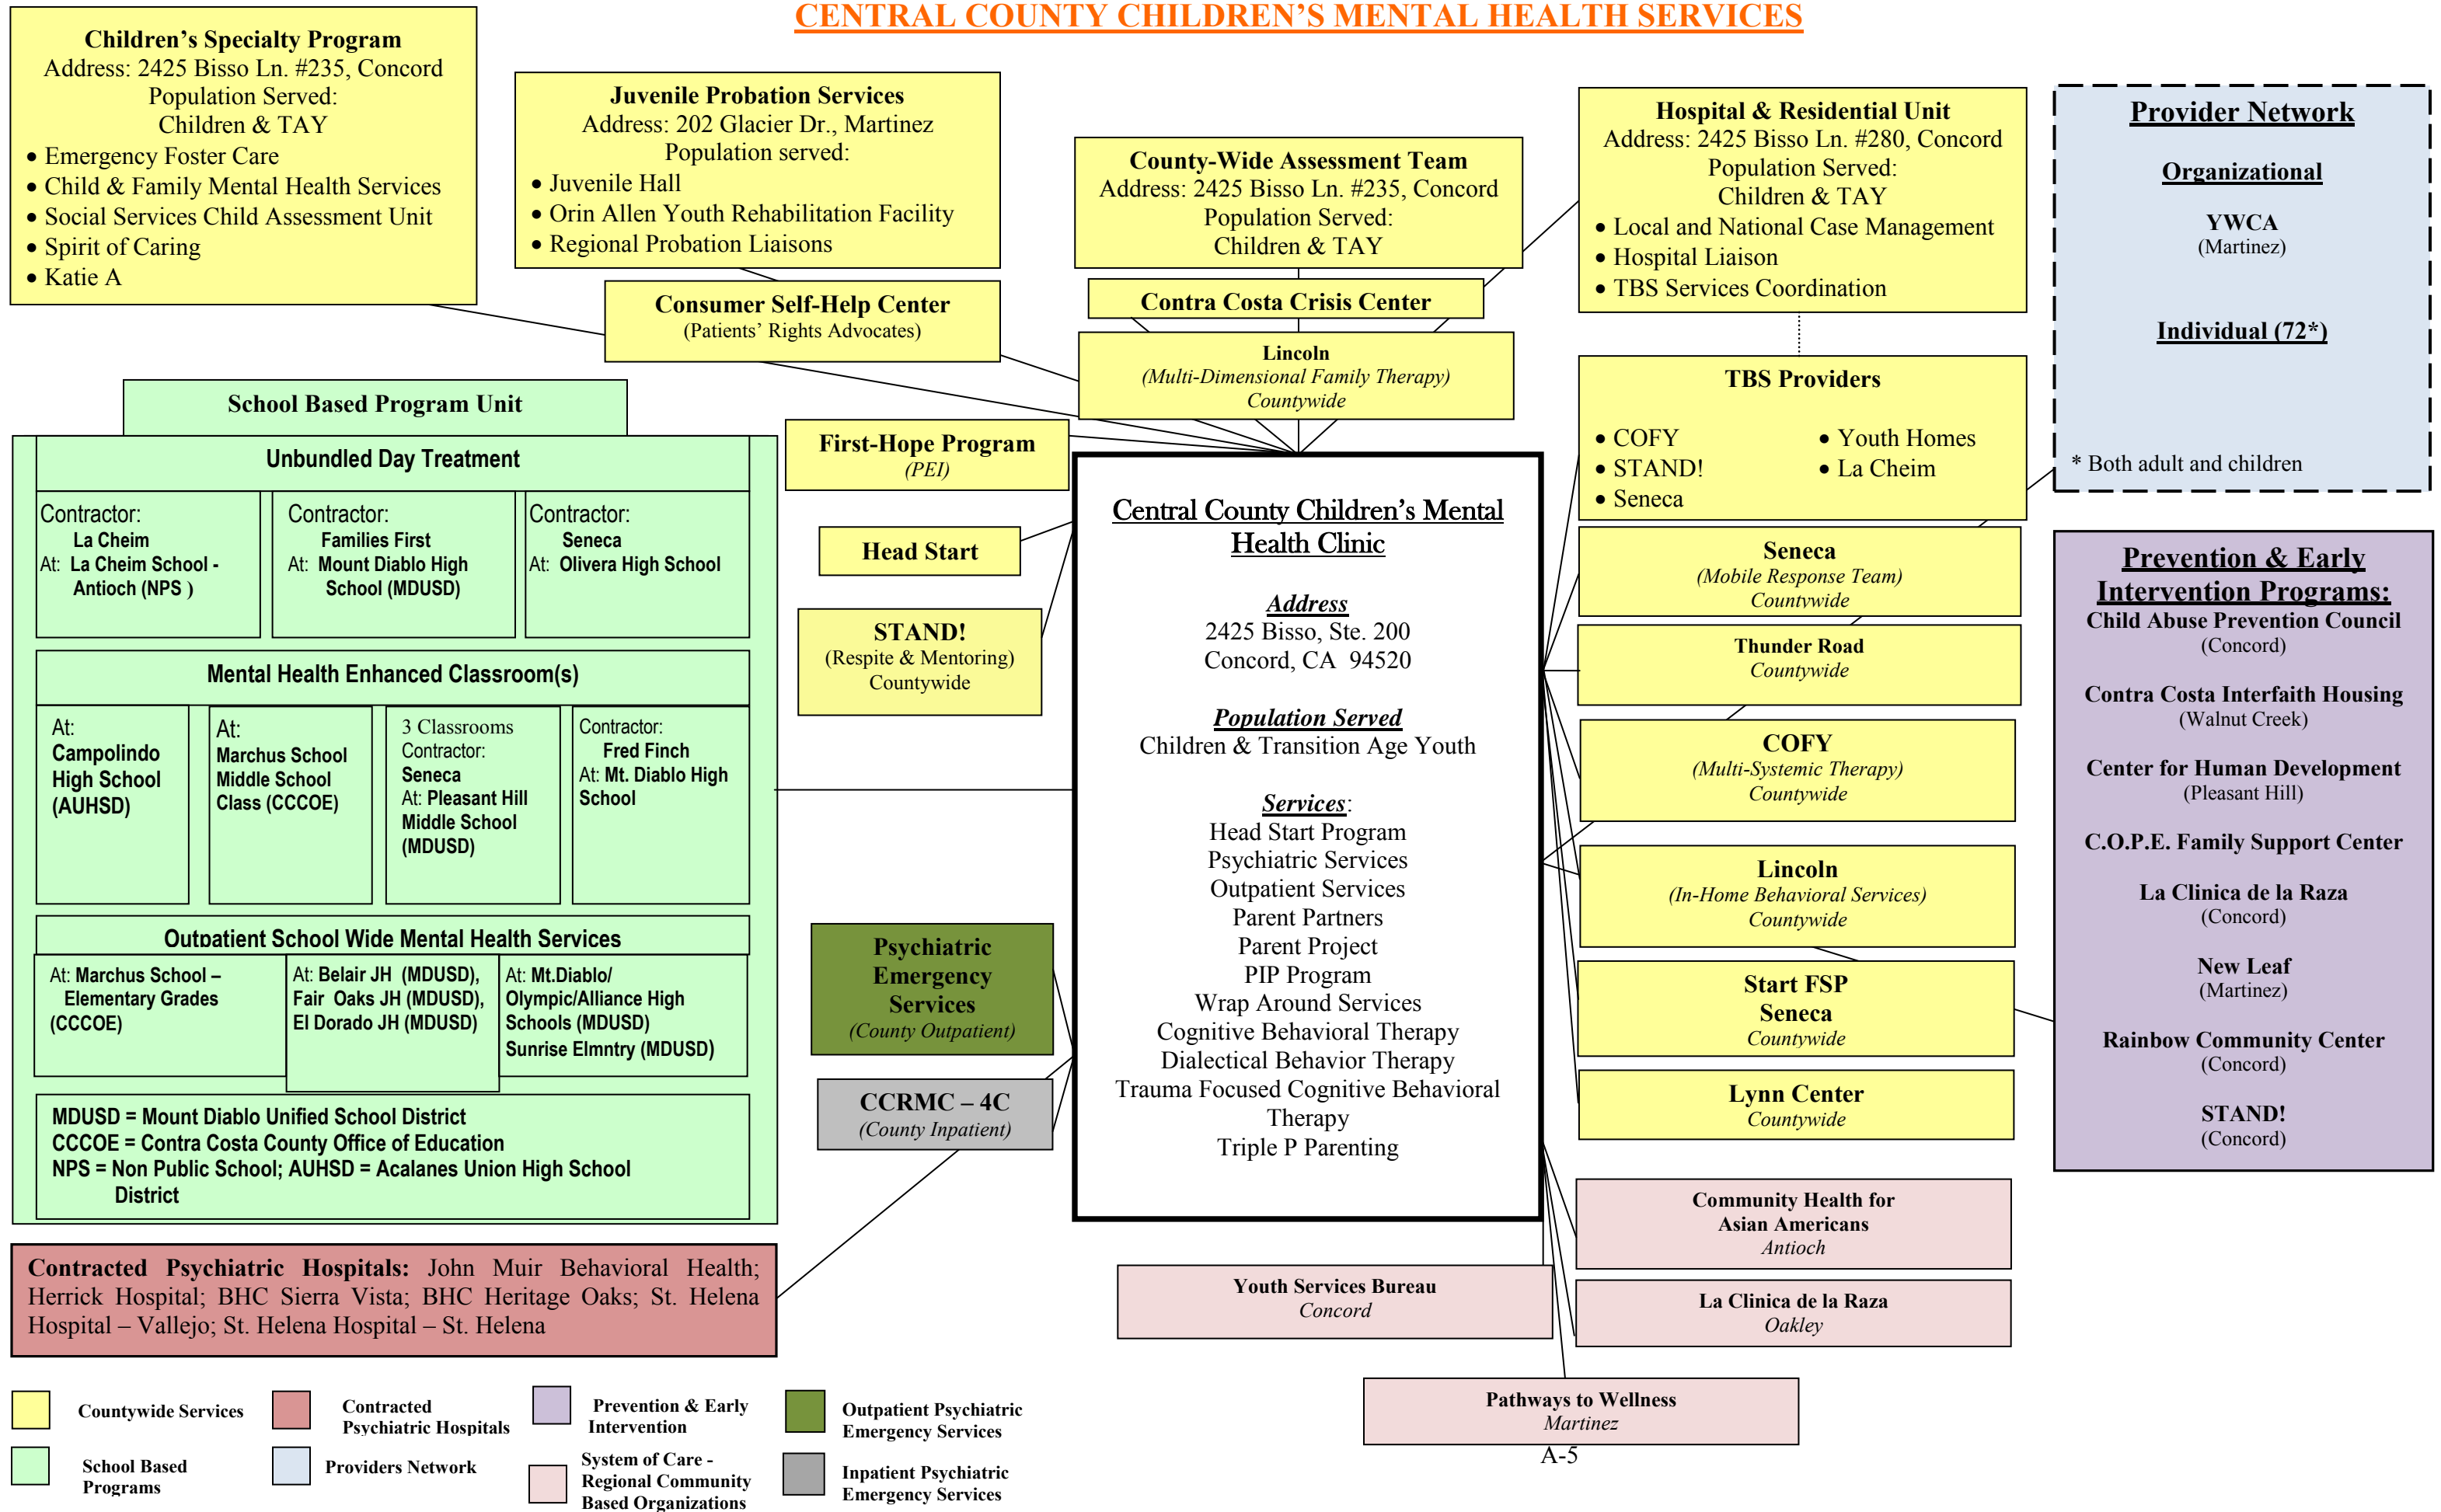 CENTRAL COUNTY CHILDREN'S MENTAL HEALTH SERVICES
Children's Specialty Program
Address: 2425 Bisso Ln. #235, Concord
Population Served:
Children & TAY
• Emergency Foster Care
• Child & Family Mental Health Services
• Social Services Child Assessment Unit
• Spirit of Caring
• Katie A
Juvenile Probation Services
Address: 202 Glacier Dr., Martinez
Population served:
• Juvenile Hall
• Orin Allen Youth Rehabilitation Facility
• Regional Probation Liaisons
Consumer Self-Help Center
(Patients' Rights Advocates)
County-Wide Assessment Team
Address: 2425 Bisso Ln. #235, Concord
Population Served:
Children & TAY
Contra Costa Crisis Center
Lincoln
(Multi-Dimensional Family Therapy)
Countywide
Hospital & Residential Unit
Address: 2425 Bisso Ln. #280, Concord
Population Served:
Children & TAY
• Local and National Case Management
• Hospital Liaison
• TBS Services Coordination
Provider Network
Organizational
YWCA
(Martinez)
Individual (72*)
* Both adult and children
TBS Providers
• COFY
• STAND!
• Seneca
• Youth Homes
• La Cheim
School Based Program Unit
Unbundled Day Treatment
Contractor:
La Cheim
At: La Cheim School -
Antioch (NPS )
Contractor:
Families First
At: Mount Diablo High
School (MDUSD)
Contractor:
Seneca
At: Olivera High School
Mental Health Enhanced Classroom(s)
At:
Campolindo
High School
(AUHSD)
At:
Marchus School
Middle School
Class (CCCOE)
3 Classrooms
Contractor:
Seneca
At: Pleasant Hill
Middle School
(MDUSD)
Contractor:
Fred Finch
At: Mt. Diablo High
School
Outpatient School Wide Mental Health Services
At: Marchus School –
Elementary Grades
(CCCOE)
At: Belair JH (MDUSD),
Fair Oaks JH (MDUSD),
El Dorado JH (MDUSD)
At: Mt.Diablo/
Olympic/Alliance High
Schools (MDUSD)
Sunrise Elmntry (MDUSD)
MDUSD = Mount Diablo Unified School District
CCCOE = Contra Costa County Office of Education
NPS = Non Public School; AUHSD = Acalanes Union High School
District
First-Hope Program
(PEI)
Head Start
STAND!
(Respite & Mentoring)
Countywide
Psychiatric
Emergency
Services
(County Outpatient)
CCRMC – 4C
(County Inpatient)
Central County Children's Mental
Health Clinic
Address
2425 Bisso, Ste. 200
Concord, CA 94520
Population Served
Children & Transition Age Youth
Services:
Head Start Program
Psychiatric Services
Outpatient Services
Parent Partners
Parent Project
PIP Program
Wrap Around Services
Cognitive Behavioral Therapy
Dialectical Behavior Therapy
Trauma Focused Cognitive Behavioral
Therapy
Triple P Parenting
Seneca
(Mobile Response Team)
Countywide
Thunder Road
Countywide
COFY
(Multi-Systemic Therapy)
Countywide
Lincoln
(In-Home Behavioral Services)
Countywide
Start FSP
Seneca
Countywide
Lynn Center
Countywide
Prevention & Early
Intervention Programs:
Child Abuse Prevention Council
(Concord)
Contra Costa Interfaith Housing
(Walnut Creek)
Center for Human Development
(Pleasant Hill)
C.O.P.E. Family Support Center
La Clinica de la Raza
(Concord)
New Leaf
(Martinez)
Rainbow Community Center
(Concord)
STAND!
(Concord)
Community Health for
Asian Americans
Antioch
La Clinica de la Raza
Oakley
Youth Services Bureau
Concord
Pathways to Wellness
Martinez
A-5
Contracted Psychiatric Hospitals: John Muir Behavioral Health;
Herrick Hospital; BHC Sierra Vista; BHC Heritage Oaks; St. Helena
Hospital – Vallejo; St. Helena Hospital – St. Helena
Countywide Services
Contracted
Psychiatric Hospitals
Prevention & Early
Intervention
Outpatient Psychiatric
Emergency Services
School Based
Programs
Providers Network
System of Care -
Regional Community
Based Organizations
Inpatient Psychiatric
Emergency Services